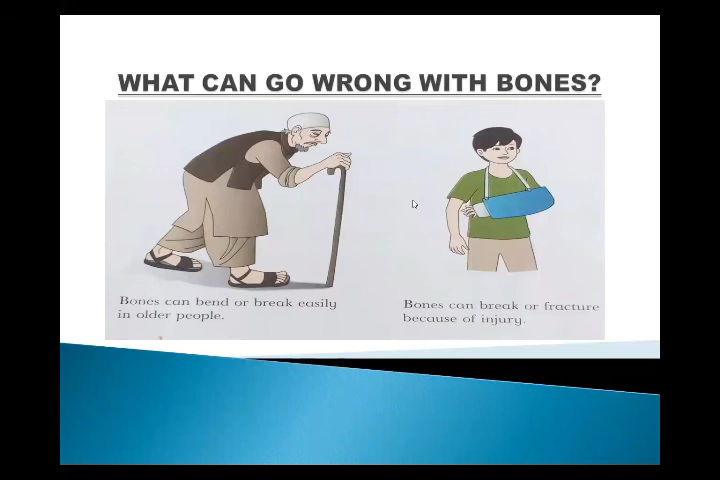 WHAT CAN GO WRONG WITH BONES?
Bones can bend or break easily
in older people.
Bones can break or fracture
because of injury.